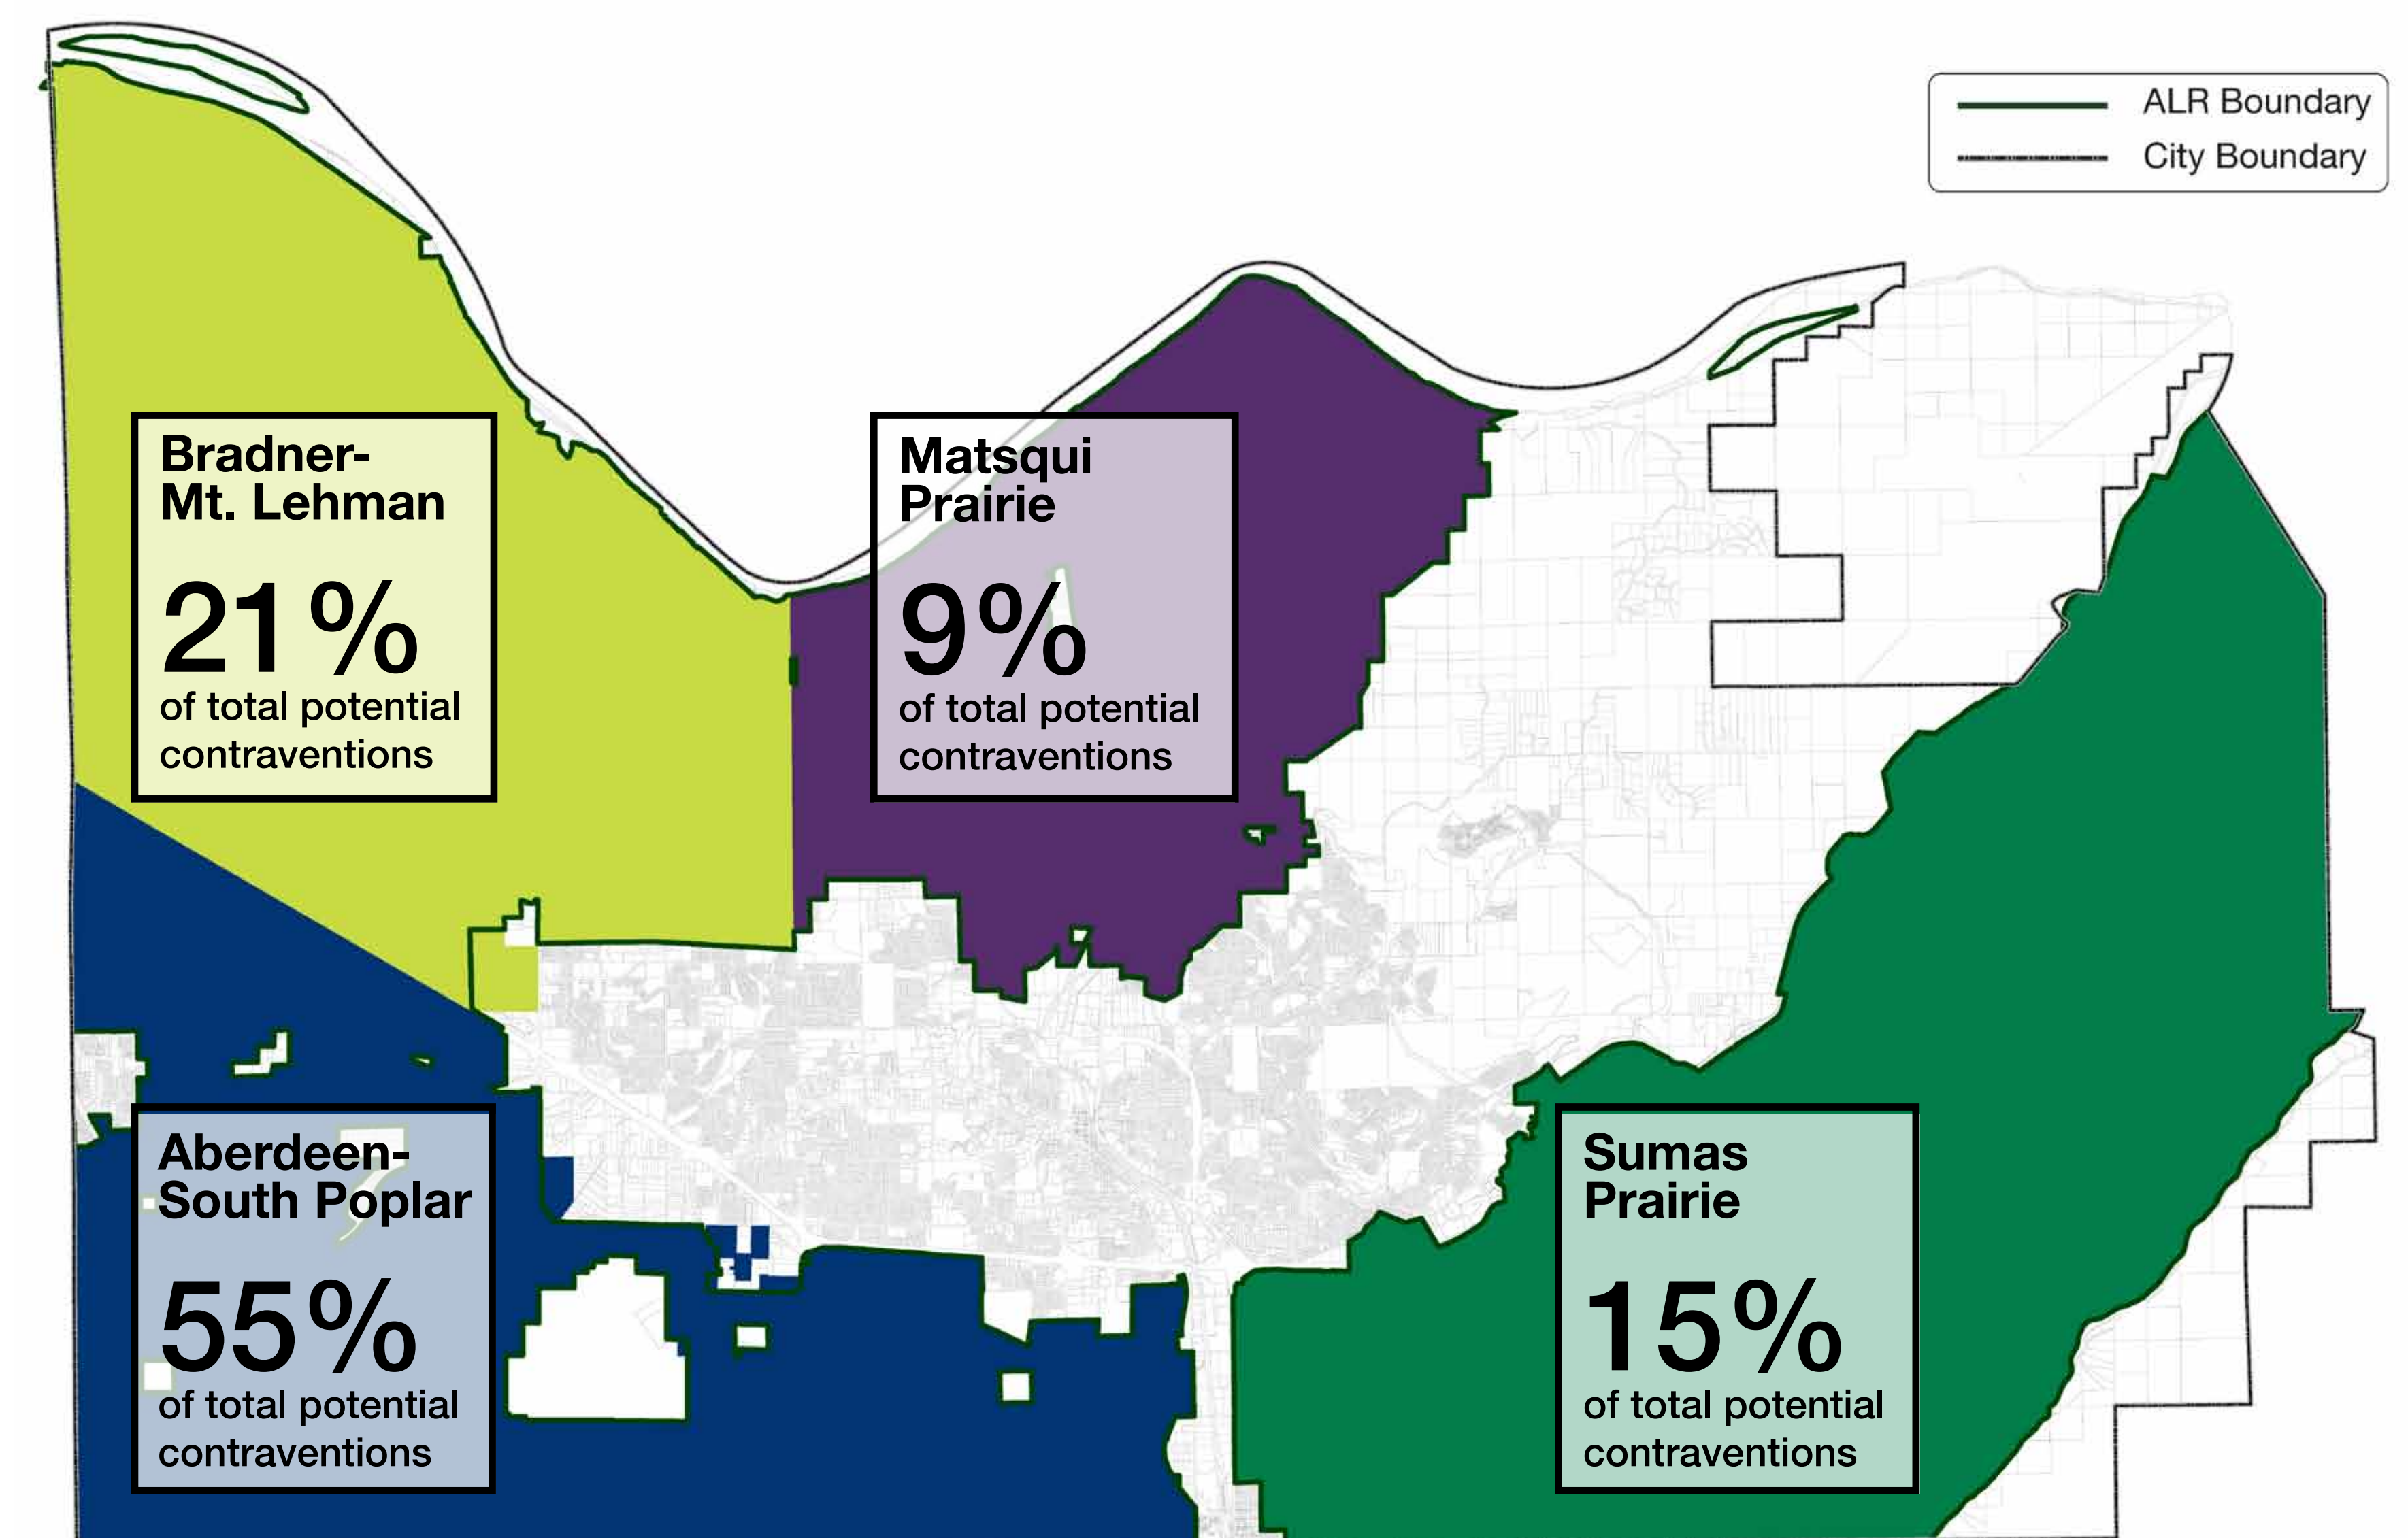 ALR Boundary
City Boundary
Bradner-
Mt. Lehman
21%
of total potential
contraventions
Matsqui
Prairie
9%
of total potential
contraventions
Aberdeen-
South Poplar
55%
of total potential
contraventions
Sumas
Prairie
15%
of total potential
contraventions